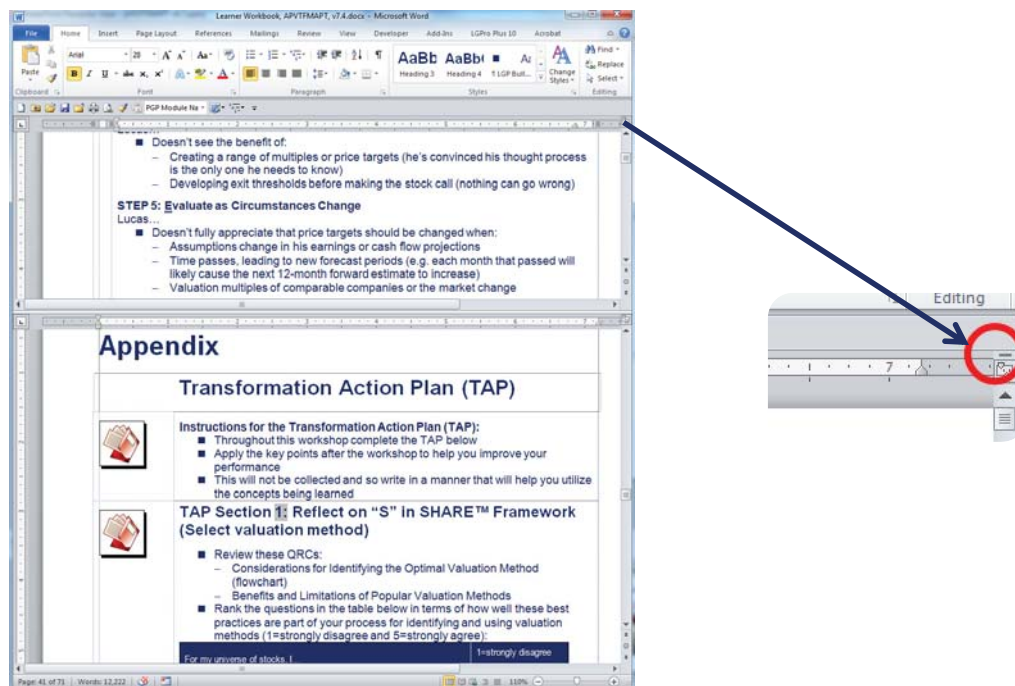 Learner Workbook, APVTFMAPT, v7.4.docx - Microsoft Word
File Home Insert Page Layout References Mailings Review View Developer Add-Ins LGPro Plus 10 Acrobat
Arial 28
Paste
AaBb AaBb( A
Heading 3 Heading 4 1 LGP Bull...
Change Styles
Find
Replace
Select
Clipboard Font Paragraph Styles Editing
PGP Module Na
Doesn't see the benefit of:
– Creating a range of multiples or price targets (he's convinced his thought process
is the only one he needs to know)
– Developing exit thresholds before making the stock call (nothing can go wrong)
STEP 5: Evaluate as Circumstances Change
Lucas…
■ Doesn't fully appreciate that price targets should be changed when:
– Assumptions change in his earnings or cash flow projections
– Time passes, leading to new forecast periods (e.g. each month that passed will
likely cause the next 12-month forward estimate to increase)
– Valuation multiples of comparable companies or the market change
Appendix
Transformation Action Plan (TAP)
Instructions for the Transformation Action Plan (TAP):
■ Throughout this workshop complete the TAP below
■ Apply the key points after the workshop to help you improve your
performance
■ This will not be collected and so write in a manner that will help you utilize
the concepts being learned
TAP Section 1: Reflect on “S” in SHARE™ Framework
(Select valuation method)
■ Review these QRCs:
– Considerations for Identifying the Optimal Valuation Method
(flowchart)
– Benefits and Limitations of Popular Valuation Methods
■ Rank the questions in the table below in terms of how well these best
practices are part of your process for identifying and using valuation
methods (1=strongly disagree and 5=strongly agree):
For my universe of stocks, I... 1=strongly disagree
Page: 41 of 71 Words: 12,222 110%
Editing
7